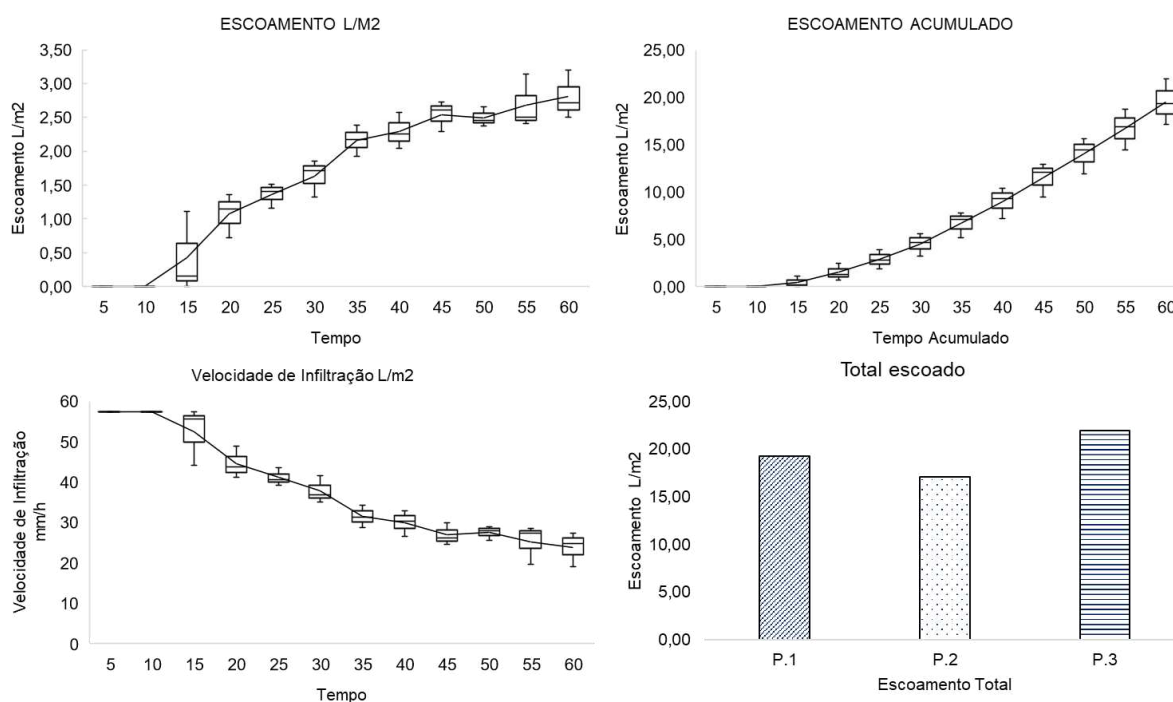 ESCOAMENTO L/M2
3,50
3,00
2,50
2,00
1,50
1,00
0,50
0,00
Escoamento L/m2
5 10 15 20 25 30 35 40 45 50 55 60
Tempo
ESCOAMENTO ACUMULADO
25,00
20,00
15,00
10,00
5,00
0,00
Escoamento L/m2
5 10 15 20 25 30 35 40 45 50 55 60
Tempo Acumulado
Velocidade de Infiltração L/m2
60
50
40
30
20
10
0
Velocidade de Infiltração
mm/h
5 10 15 20 25 30 35 40 45 50 55 60
Tempo
Total escoado
25,00
20,00
15,00
10,00
5,00
0,00
Escoamento L/m2
P.1 P.2 P.3
Escoamento Total